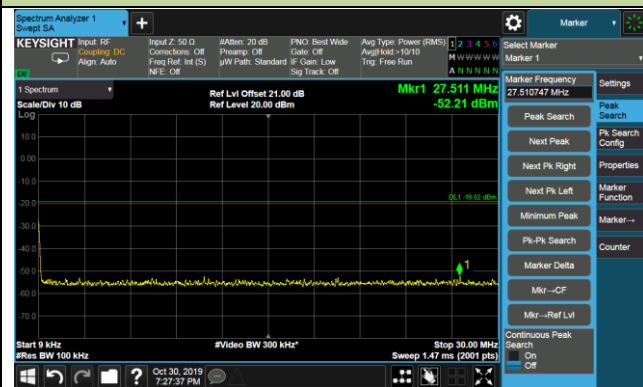 Spectrum Analyzer 1
Swept SA
+
Marker
KEYSIGHT
Input: RF
Coupling: DC
Align: Auto
Input Z: 50 Ω
Corrections: Off
Freq Ref: Int (S)
NFE: Off
#Atten: 20 dB
Preamp: Off
µW Path: Standard
PNO: Best Wide
Gate: Off
IF Gain: Low
Sig Track: Off
Avg Type: Power (RMS)
Avg|Hold:>10/10
Trig: Free Run
1 2 3 4 5 6
M W W W W W
A N N N N N
Select Marker
Marker 1
1 Spectrum
Scale/Div 10 dB
Log
Ref Lvl Offset 21.00 dB
Ref Level 20.00 dBm
Mkr1 27.511 MHz
-52.21 dBm
10.0
0.00
-10.0
-20.0
-30.0
-40.0
-50.0
-60.0
-70.0
DL1 -19.02 dBm
1
Start 9 kHz
#Res BW 100 kHz
#Video BW 300 kHz*
Stop 30.00 MHz
Sweep 1.47 ms (2001 pts)
Marker Frequency
27.510747 MHz
Peak Search
Next Peak
Next Pk Right
Next Pk Left
Minimum Peak
Pk-Pk Search
Marker Delta
Mkr→CF
Mkr→Ref Lvl
Continuous Peak
Search
On
Off
Settings
Peak
Search
Pk Search
Config
Properties
Marker
Function
Marker→
Counter
?
Oct 30, 2019
7:27:37 PM